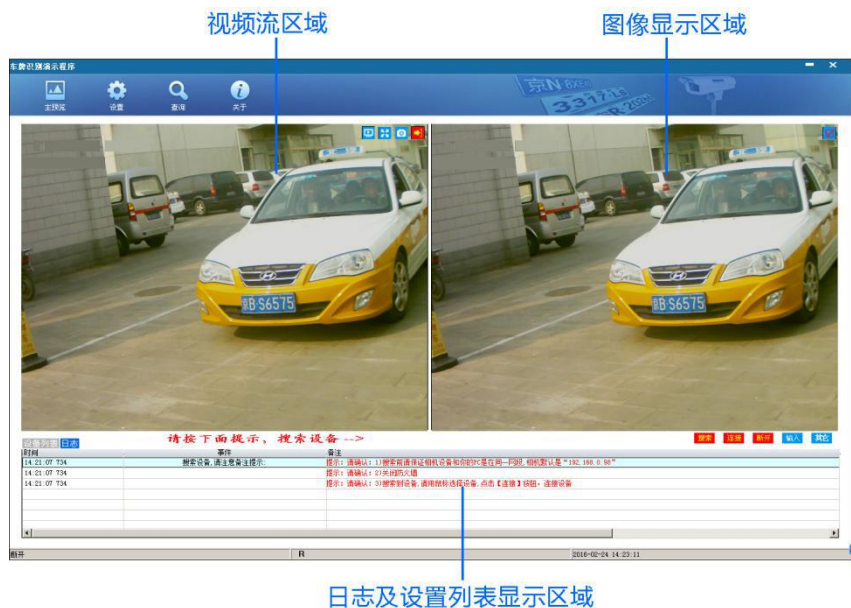 视频流区域
图像显示区域
车牌识别演示程序
主预览
设置
查询
关于
京B S6575
京B S6575
设备列表
日志
请按下面提示, 搜索设备-->
搜索
连接
断开
输入
其它
时间
事件
备注
14:21:07 734
搜索设备,请注意备注提示:
提示: 请确认: 1)搜索前请保证相机设备和你的PC是在同一网段,相机默认是"192.168.0.98"
14:21:07 734
提示: 请确认: 2)关闭防火墙
14:21:07 734
提示: 请确认: 3)搜索到设备,请用鼠标选择设备,点击【连接】按钮,连接设备
断开
R
2016-02-24 14:23:11
日志及设置列表显示区域